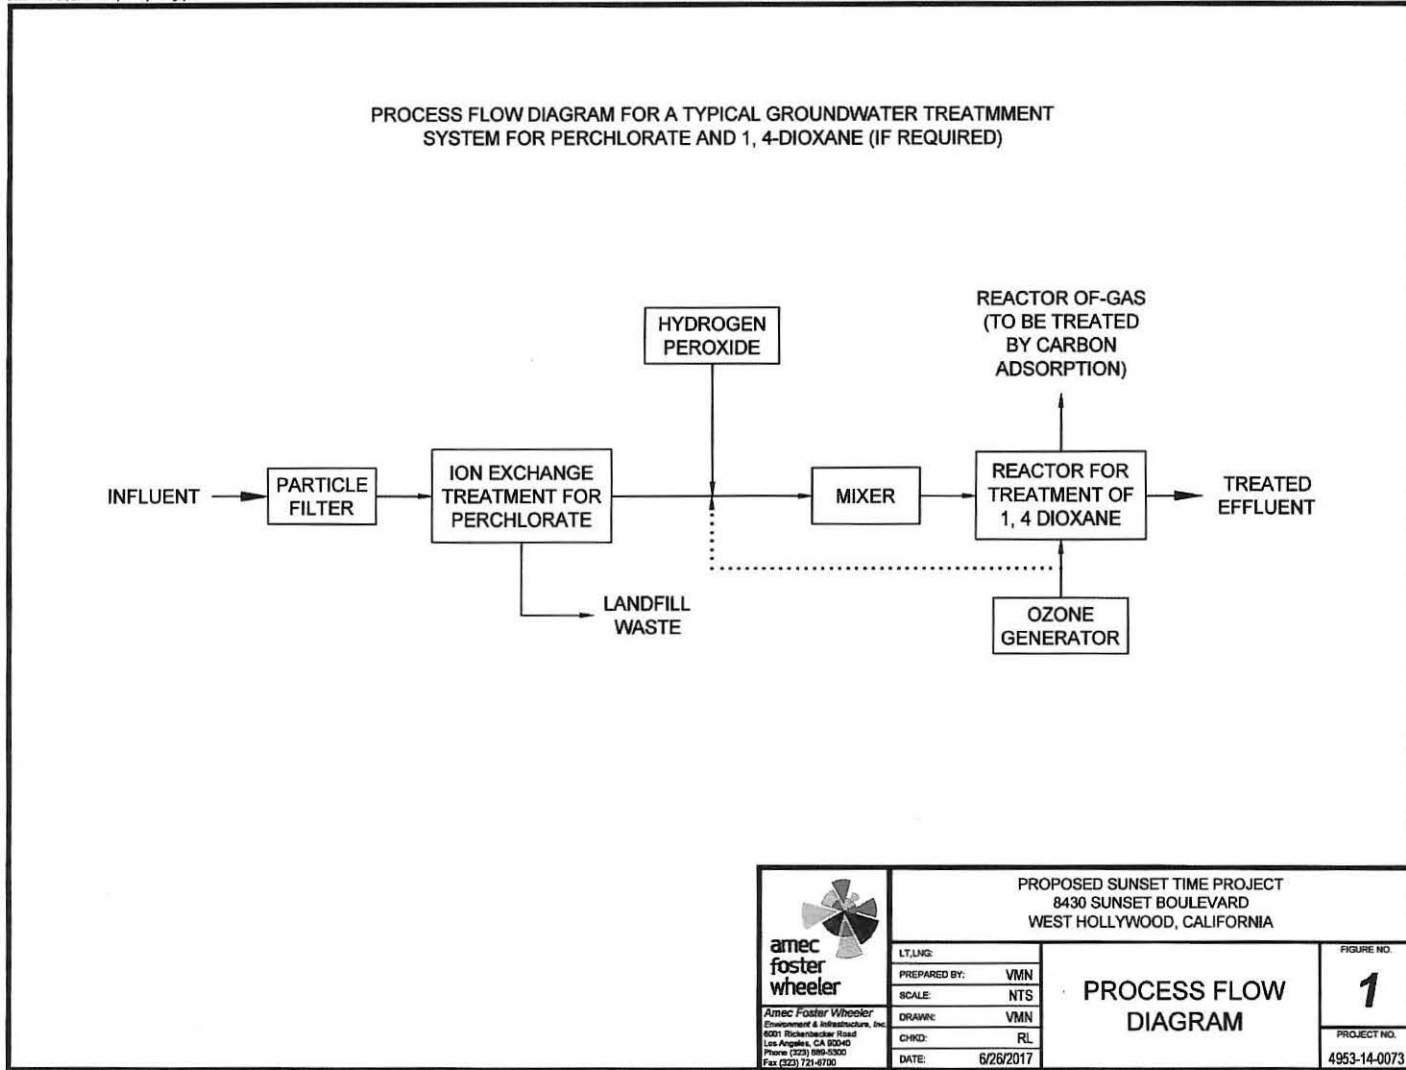 PROCESS FLOW DIAGRAM FOR A TYPICAL GROUNDWATER TREATMMENT
SYSTEM FOR PERCHLORATE AND 1, 4-DIOXANE (IF REQUIRED)
REACTOR OF-GAS
(TO BE TREATED
BY CARBON
ADSORPTION)
HYDROGEN
PEROXIDE
INFLUENT
PARTICLE
FILTER
ION EXCHANGE
TREATMENT FOR
PERCHLORATE
MIXER
REACTOR FOR
TREATMENT OF
1, 4 DIOXANE
TREATED
EFFLUENT
LANDFILL
WASTE
OZONE
GENERATOR
amec
foster
wheeler
Amec Foster Wheeler
Environment & Infrastructure, Inc
6001 Rickenbacker Road
Los Angeles, CA 90040
Phone (323) 889-5300
Fax (323) 721-6700
PROPOSED SUNSET TIME PROJECT
8430 SUNSET BOULEVARD
WEST HOLLYWOOD, CALIFORNIA
LT,LNG:
PREPARED BY: VMN
SCALE: NTS
DRAWN: VMN
CHKD: RL
DATE: 6/26/2017
PROCESS FLOW
DIAGRAM
FIGURE NO.
1
PROJECT NO.
4953-14-0073